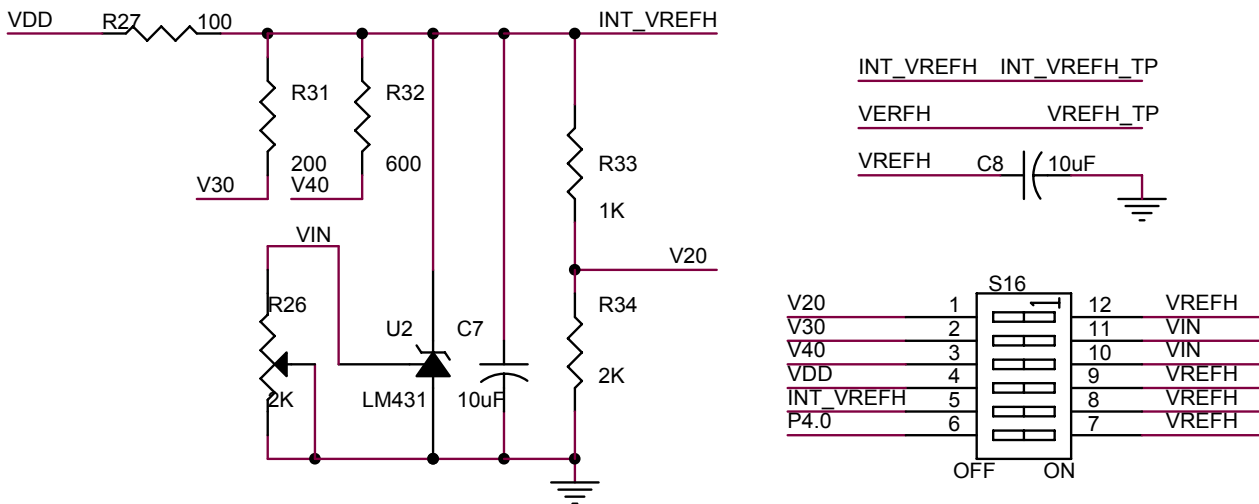 VDD R27 100 INT_VREFH
R31 R32
200 600
V30 V40
R33
1K
VIN V20
R26 U2 C7 R34
2K LM431 10uF 2K
INT_VREFH INT_VREFH_TP
VERFH VREFH_TP
VREFH C8 10uF
S16
V20 1 12 VREFH
V30 2 11 VIN
V40 3 10 VIN
VDD 4 9 VREFH
INT_VREFH 5 8 VREFH
P4.0 6 7 VREFH
OFF ON
1